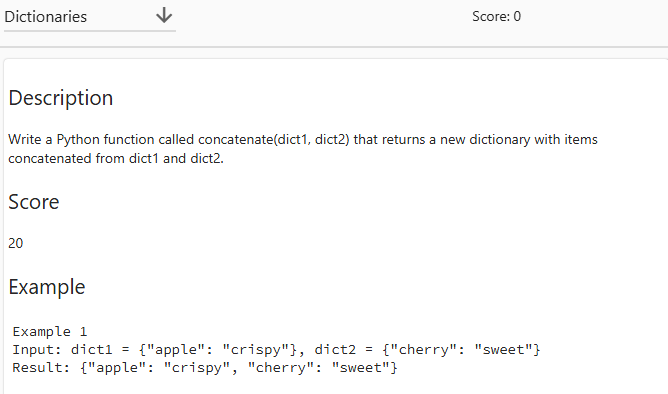 Dictionaries
Score: 0
Description
Write a Python function called concatenate(dict1, dict2) that returns a new dictionary with items
concatenated from dict1 and dict2.
Score
20
Example
Example 1
Input: dict1 = {"apple": "crispy"}, dict2 = {"cherry": "sweet"}
Result: {"apple": "crispy", "cherry": "sweet"}